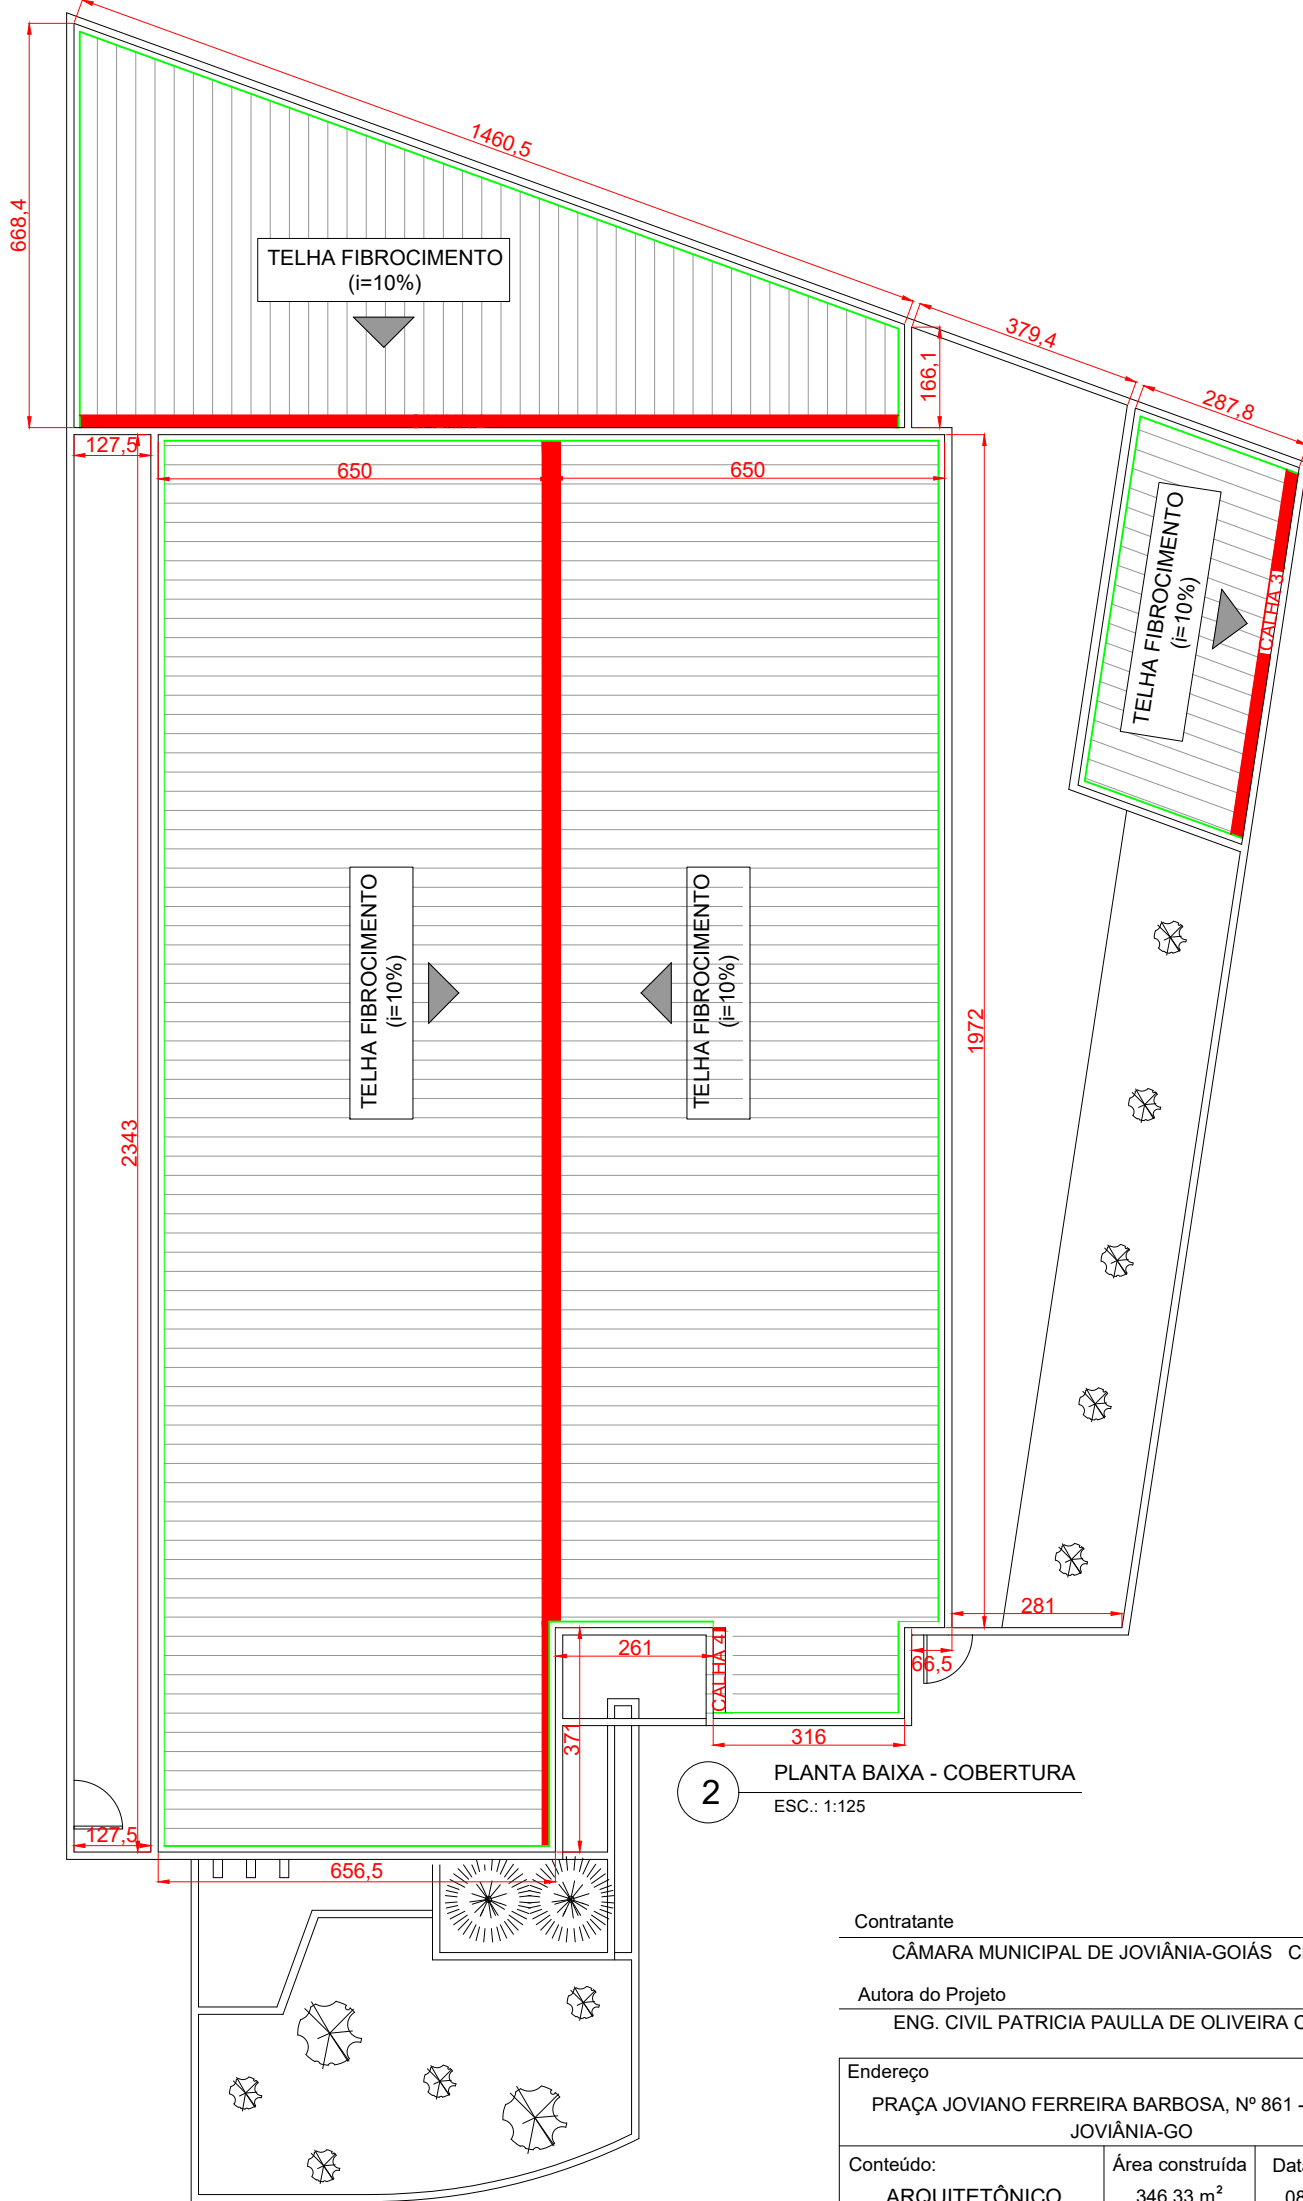 1460,5
668,4
TELHA FIBROCIMENTO
(i=10%)
379,4
166,1
287,8
127,5
650
650
TELHA FIBROCIMENTO
(i=10%)
CALHA 3
TELHA FIBROCIMENTO
(i=10%)
TELHA FIBROCIMENTO
(i=10%)
1972
2343
281
261
CALHA 4
66,5
371
316
2
PLANTA BAIXA - COBERTURA
ESC.: 1:125
127,5
656,5
Contratante
CÂMARA MUNICIPAL DE JOVIÂNIA-GOIÁS
Autora do Projeto
ENG. CIVIL PATRICIA PAULLA DE OLIVEIRA
Endereço
PRAÇA JOVIANO FERREIRA BARBOSA, Nº 861 -
JOVIÂNIA-GO
Conteúdo:
Área construída
ARQUITETÔNICO
346,33 m²
08